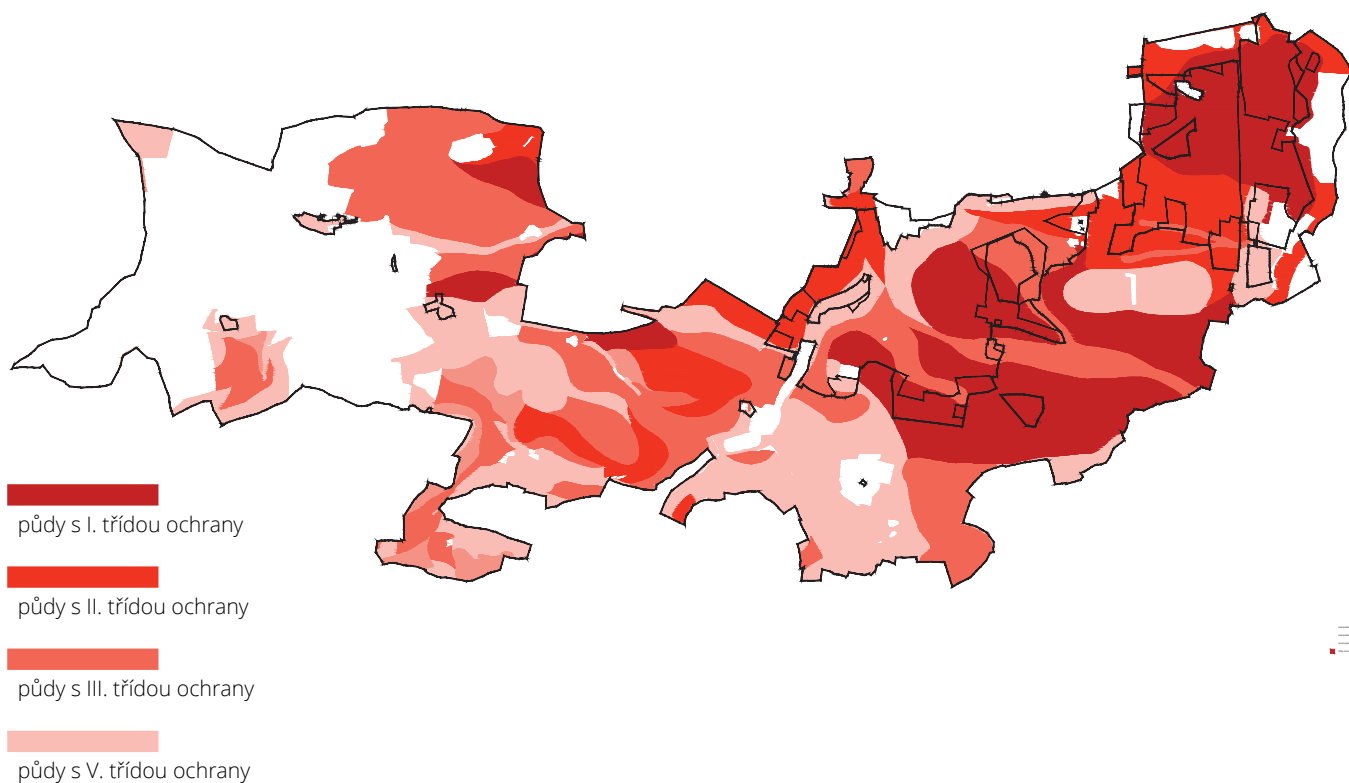 půdy s I. třídou ochrany
půdy s II. třídou ochrany
půdy s III. třídou ochrany
půdy s V. třídou ochrany